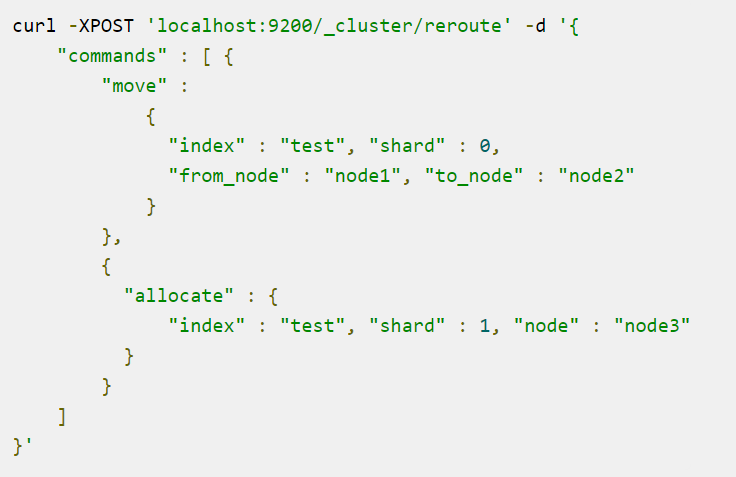 curl -XPOST 'localhost:9200/_cluster/reroute' -d '{
    "commands" : [ {
        "move" :
            {
              "index" : "test", "shard" : 0,
              "from_node" : "node1", "to_node" : "node2"
            }
        },
        {
          "allocate" : {
              "index" : "test", "shard" : 1, "node" : "node3"
          }
        }
    ]
}'